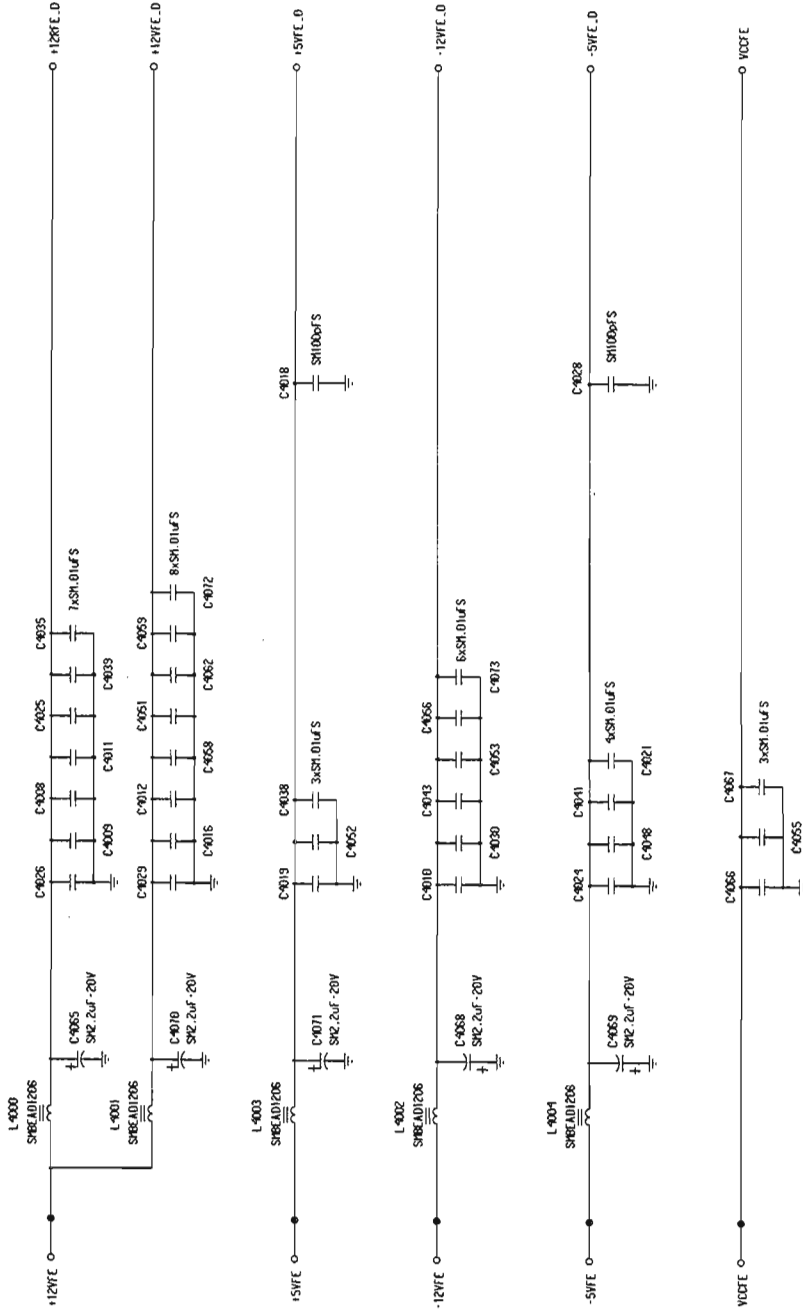 +12VFE
L4000
SMBEAD1206
C4065
SM2.2uF-20V
C4026
C4009
C4008
C4011
C4025
C4039
C4035
7xSM.01uFS
+12RFE_D
L4001
SMBEAD1206
C4070
SM2.2uF-20V
C4029
C4016
C4012
C4058
C4051
C4062
C4059
C4072
8xSM.01uFS
+12VFE_D
+5VFE
L4003
SMBEAD1206
C4071
SM2.2uF-20V
C4019
C4052
C4038
3xSM.01uFS
C4018
SM100pFS
+5VFE_D
-12VFE
L4002
SMBEAD1206
C4068
SM2.2uF-20V
C4010
C4030
C4043
C4053
C4056
C4073
6xSM.01uFS
-12VFE_D
-5VFE
L4004
SMBEAD1206
C4069
SM2.2uF-20V
C4024
C4048
C4041
C4021
4xSM.01uFS
C4028
SM100pFS
-5VFE_D
VCCFE
C4066
C4055
C4067
3xSM.01uFS
VCCFE